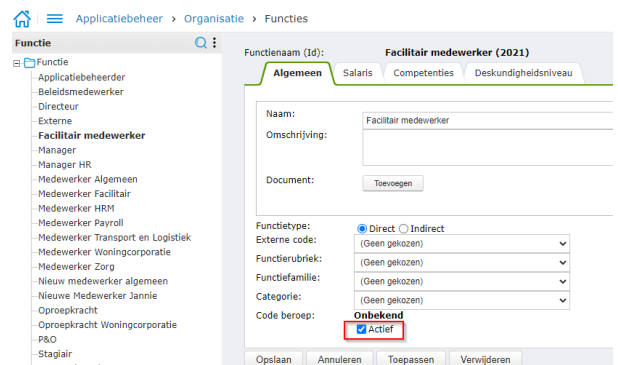 Applicatiebeheer > Organisatie > Functies
Functie
Functie
Applicatiebeheerder
Beleidsmedewerker
Directeur
Externe
Facilitair medewerker
Manager
Manager HR
Medewerker Algemeen
Medewerker Facilitair
Medewerker HRM
Medewerker Payroll
Medewerker Transport en Logistiek
Medewerker Woningcorporatie
Medewerker Zorg
Nieuw medewerker algemeen
Nieuwe Medewerker Jannie
Oproepkracht
Oproepkracht Woningcorporatie
P&O
Stagiair
Functienaam (Id): Facilitair medewerker (2021)
Algemeen Salaris Competenties Deskundigheidsniveau
Naam: Facilitair medewerker
Omschrijving:
Document: Toevoegen
Functietype: Direct Indirect
Externe code: (Geen gekozen)
Functierubriek: (Geen gekozen)
Functiefamilie: (Geen gekozen)
Categorie: (Geen gekozen)
Code beroep: Onbekend
Actief
Opslaan Annuleren Toepassen Verwijderen